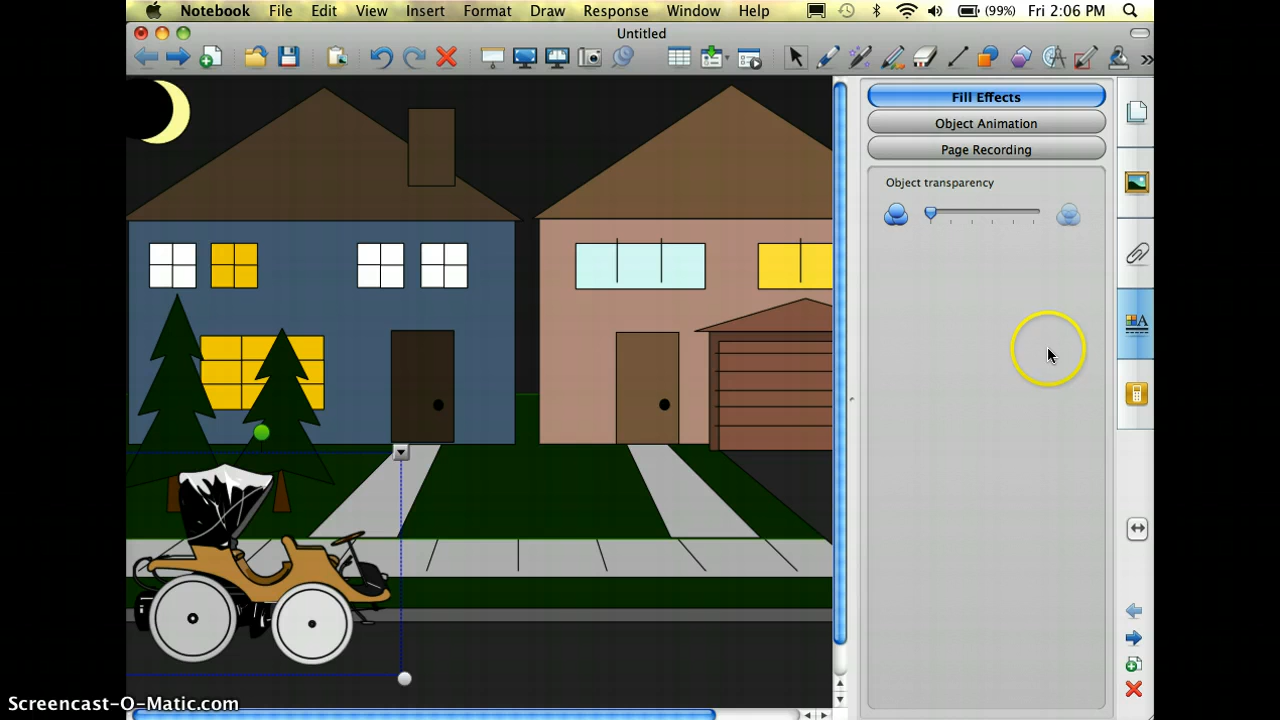 Notebook File Edit View Insert Format Draw Response Window Help (99%) Fri 2:06 PM
Untitled
Fill Effects
Object Animation
Page Recording
Object transparency
A
Screencast-O-Matic.com